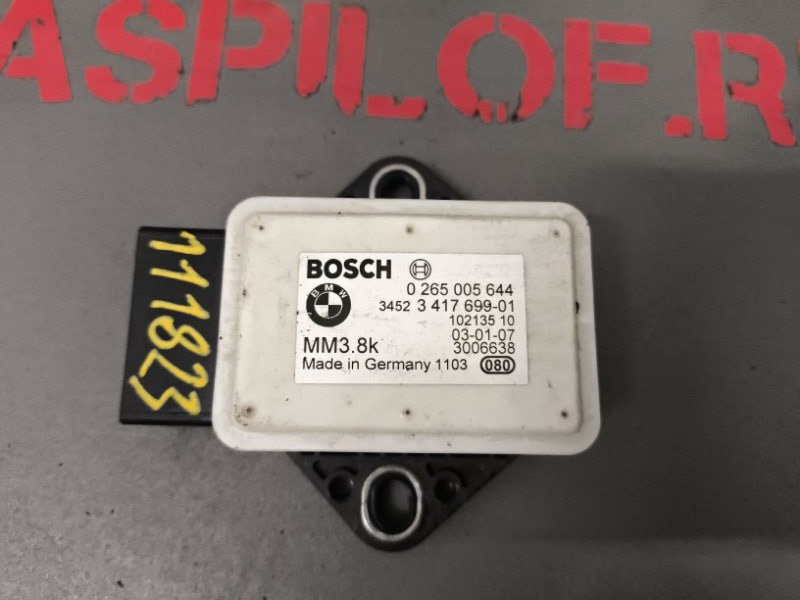 ASPILOF.R
111823
BOSCH
0 265 005 644
BMW
3452 3 417 699-01
102135 10
03-01-07
MM3.8k 3006638
Made in Germany 1103 080